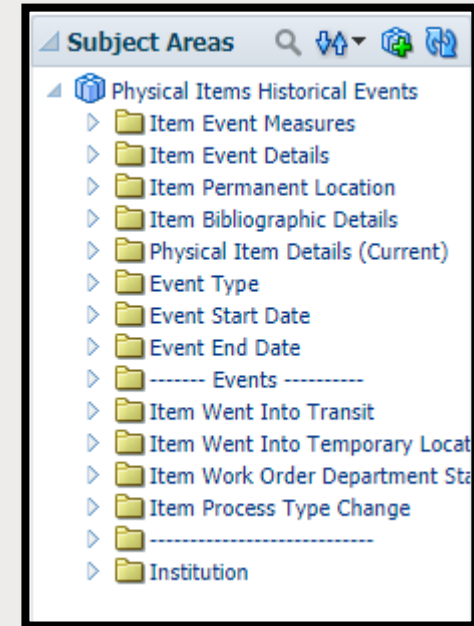 Subject Areas
Physical Items Historical Events
Item Event Measures
Item Event Details
Item Permanent Location
Item Bibliographic Details
Physical Item Details (Current)
Event Type
Event Start Date
Event End Date
------- Events ----------
Item Went Into Transit
Item Went Into Temporary Locat
Item Work Order Department Sta
Item Process Type Change
----------------------------
Institution